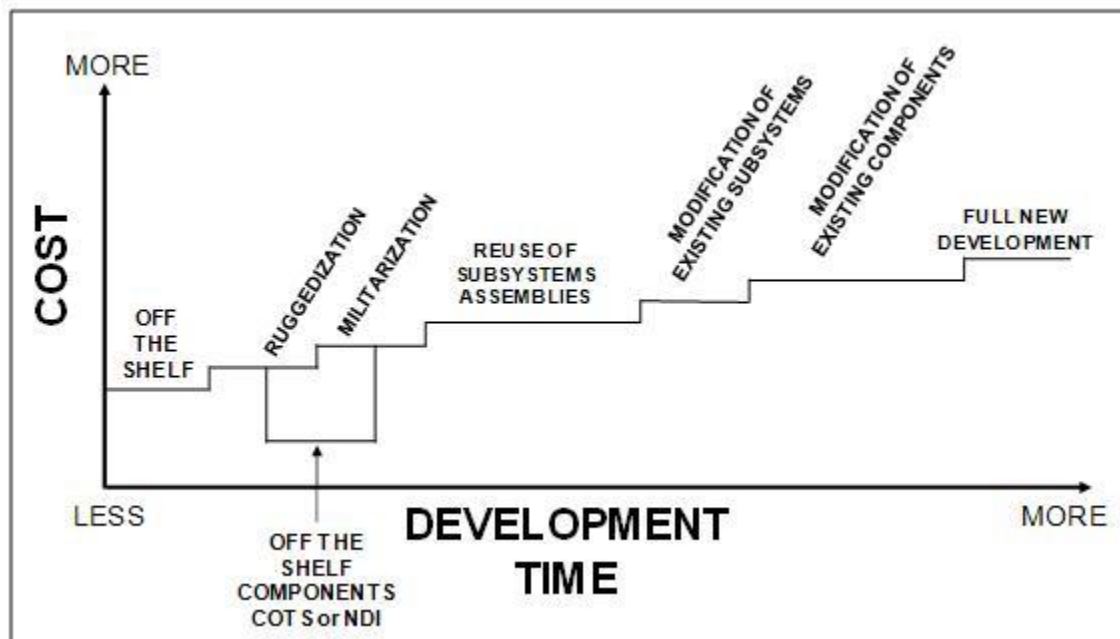 MORE
COST
OFF
THE
SHELF
RUGGEDIZATION
MILITARIZATION
REUSE OF
SUBSYSTEMS
ASSEMBLIES
MODIFICATION OF
EXISTING SUBSYSTEMS
MODIFICATION OF
EXISTING COMPONENTS
FULL NEW
DEVELOPMENT
LESS
DEVELOPMENT
TIME
MORE
OFF THE
SHELF
COMPONENTS
COTS or NDI